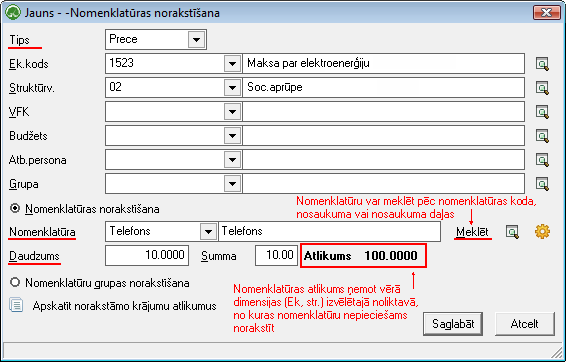 Jauns - -Nomenklatūras norakstīšana
Tips Prece
Ek.kods 1523 Maksa par elektroenerģiju
Struktūrv. 02 Soc.aprūpe
VFK
Budžets
Atb.persona
Grupa
Nomenklatūru var meklēt pēc nomenklatūras koda,
Nomenklatūras norakstīšana
nosaukuma vai nosaukuma daļas
Nomenklatūra Telefons Telefons Meklēt
Daudzums 10.0000 Summa 10.00 Atlikums 100.0000
Nomenklatūru grupas norakstīšana
Nomenklatūras atlikums ņemot vērā
dimensijas (Ek, str.) izvēlētajā noliktavā,
Apskatīt norakstāmo krājumu atlikumus
no kuras nomenklatūru nepieciešams
norakstīt
Saglabāt Atcelt